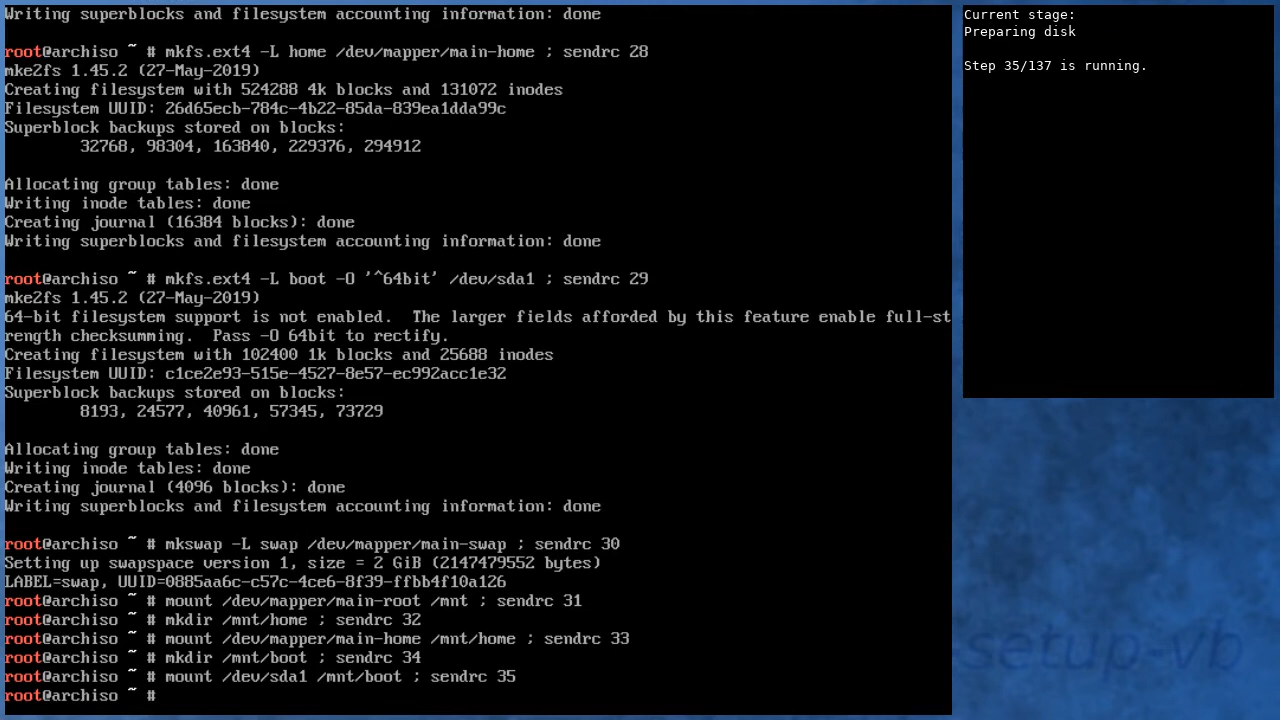 Writing superblocks and filesystem accounting information: done
root@archiso ~ # mkfs.ext4 -L home /dev/mapper/main-home ; sendrc 28
mke2fs 1.45.2 (27-May-2019)
Creating filesystem with 524288 4k blocks and 131072 inodes
Filesystem UUID: 26d65ecb-784c-4b22-85da-839ea1dda99c
Superblock backups stored on blocks:
        32768, 98304, 163840, 229376, 294912
Allocating group tables: done
Writing inode tables: done
Creating journal (16384 blocks): done
Writing superblocks and filesystem accounting information: done
root@archiso ~ # mkfs.ext4 -L boot -O '^64bit' /dev/sda1 ; sendrc 29
mke2fs 1.45.2 (27-May-2019)
64-bit filesystem support is not enabled.  The larger fields afforded by this feature enable full-st
rength checksumming.  Pass -O 64bit to rectify.
Creating filesystem with 102400 1k blocks and 25688 inodes
Filesystem UUID: c1ce2e93-515e-4527-8e57-ec992acc1e32
Superblock backups stored on blocks:
        8193, 24577, 40961, 57345, 73729
Allocating group tables: done
Writing inode tables: done
Creating journal (4096 blocks): done
Writing superblocks and filesystem accounting information: done
root@archiso ~ # mkswap -L swap /dev/mapper/main-swap ; sendrc 30
Setting up swapspace version 1, size = 2 GiB (2147479552 bytes)
LABEL=swap, UUID=0885aa6c-c57c-4ce6-8f39-ffbb4f10a126
root@archiso ~ # mount /dev/mapper/main-root /mnt ; sendrc 31
root@archiso ~ # mkdir /mnt/home ; sendrc 32
root@archiso ~ # mount /dev/mapper/main-home /mnt/home ; sendrc 33
root@archiso ~ # mkdir /mnt/boot ; sendrc 34
root@archiso ~ # mount /dev/sda1 /mnt/boot ; sendrc 35
root@archiso ~ #
Current stage:
Preparing disk
Step 35/137 is running.
setup-vb